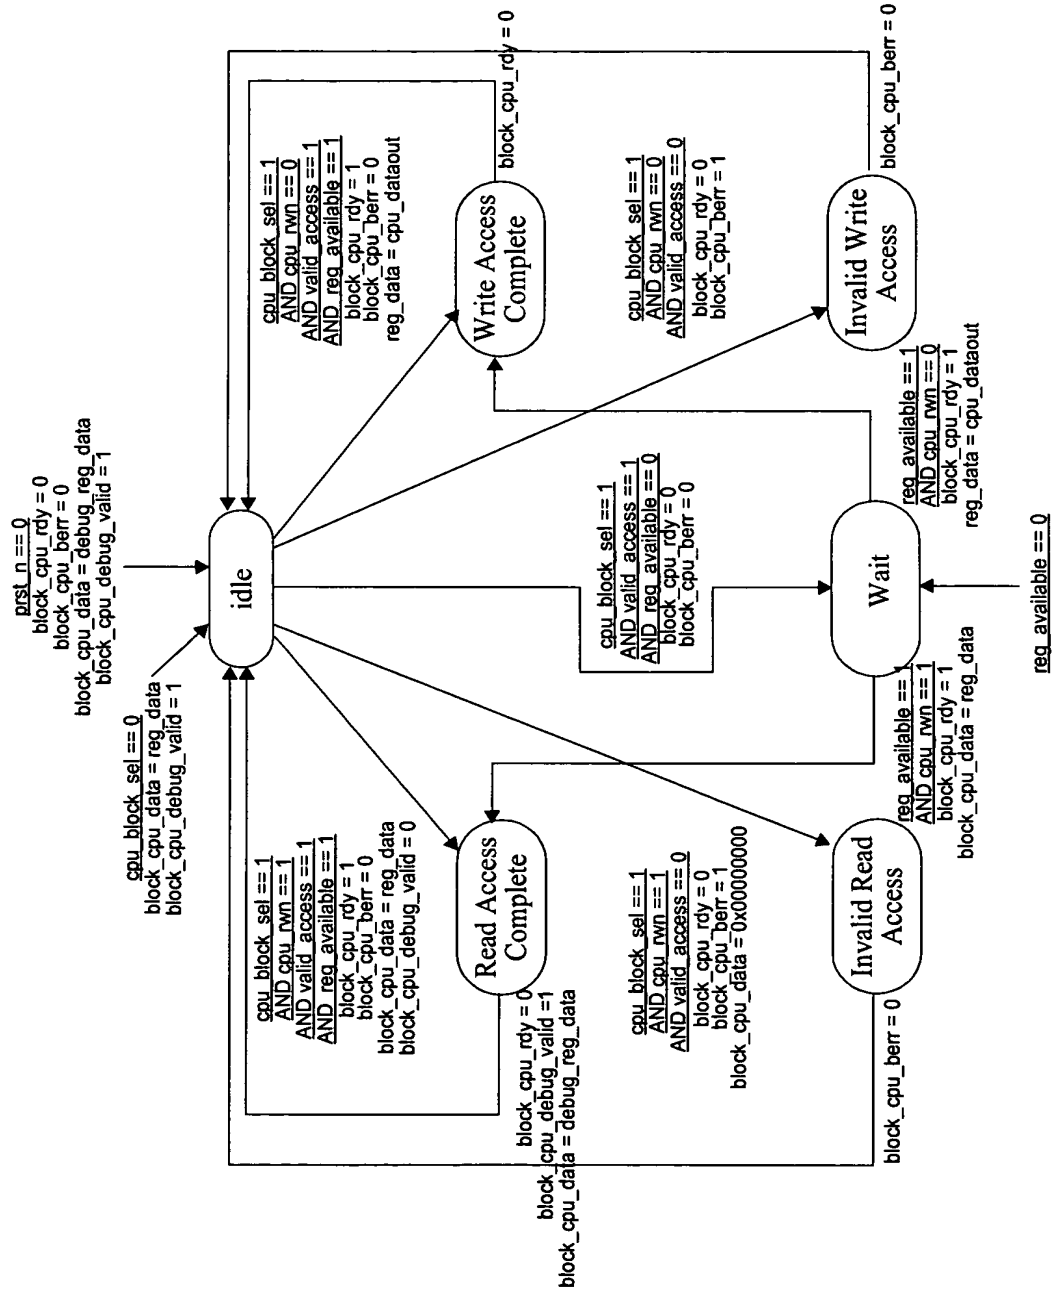 prst_n == 0
block_cpu_rdy = 0
block_cpu_berr = 0
block_cpu_data = debug_reg_data
block_cpu_debug_valid = 1
cpu_block_sel == 0
block_cpu_data = reg_data
block_cpu_debug_valid = 1
idle
cpu_block_sel == 1
AND cpu_rwn == 1
AND valid_access == 1
AND reg_available == 1
block_cpu_rdy = 1
block_cpu_berr = 0
block_cpu_data = reg_data
block_cpu_debug_valid = 0
cpu_block_sel == 1
AND cpu_rwn == 0
AND valid_access == 1
AND reg_available == 1
block_cpu_rdy = 1
block_cpu_berr = 0
reg_data = cpu_dataout
Read Access
Complete
block_cpu_rdy = 0
block_cpu_debug_valid =1
block_cpu_data = debug_reg_data
Write Access
Complete
block_cpu_rdy = 0
cpu_block_sel == 1
AND valid_access == 1
AND reg_available == 0
block_cpu_rdy = 0
block_cpu_berr = 0
cpu_block_sel == 1
AND cpu_rwn == 1
AND valid_access == 0
block_cpu_rdy = 0
block_cpu_berr = 1
block_cpu_data = 0x00000000
cpu_block_sel == 1
AND cpu_rwn == 0
AND valid_access == 0
block_cpu_rdy = 0
block_cpu_berr = 1
Invalid Read
Access
block_cpu_berr = 0
reg_available == 1
AND cpu_rwn == 1
block_cpu_rdy = 1
block_cpu_data = reg_data
Wait
reg_available == 1
AND cpu_rwn == 0
block_cpu_rdy = 1
reg_data = cpu_dataout
Invalid Write
Access
block_cpu_berr = 0
reg_available == 0